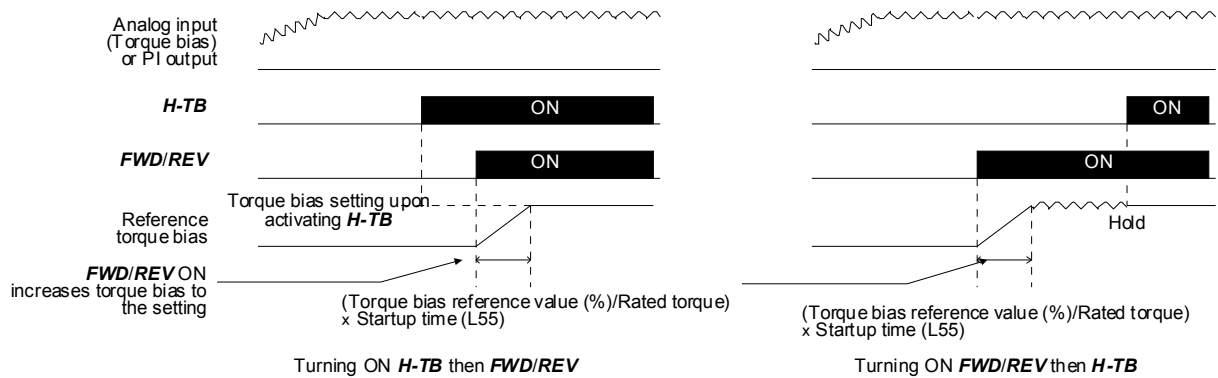 Analog input
(Torque bias)
or PI output
H-TB
ON
ON
FWD/REV
ON
ON
Torque bias setting upon
activating H-TB
Reference
torque bias
Hold
FWD/REV ON
increases torque bias to
the setting
(Torque bias reference value (%)/Rated torque)
x Startup time (L55)
(Torque bias reference value (%)/Rated torque)
x Startup time (L55)
Turning ON H-TB then FWD/REV
Turning ON FWD/REV then H-TB